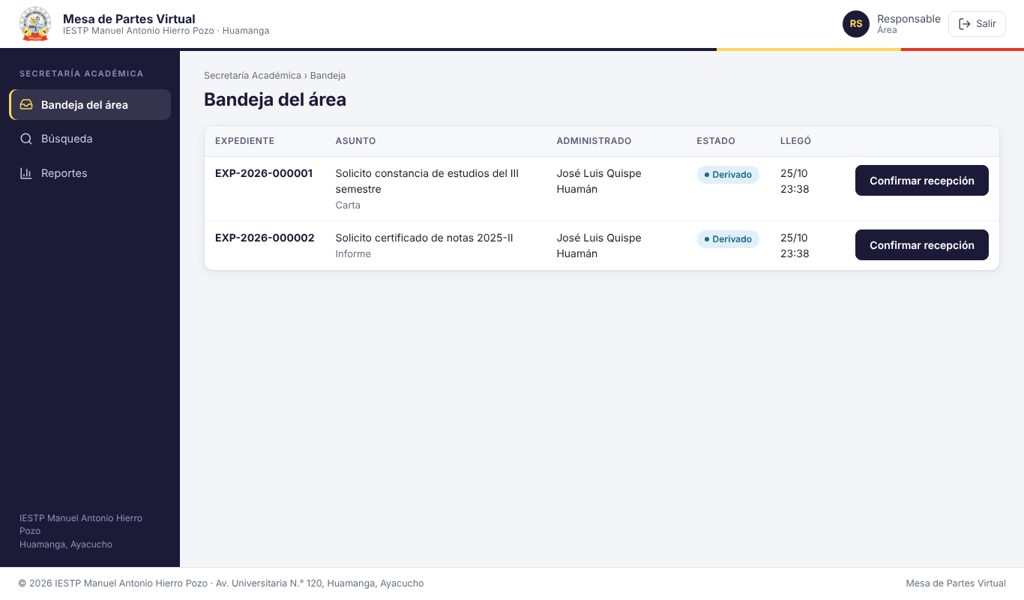 Mesa de Partes Virtual
IESTP Manuel Antonio Hierro Pozo · Huamanga
RS
Responsable
Área
Salir
SECRETARÍA ACADÉMICA
Bandeja del área
Búsqueda
Reportes
IESTP Manuel Antonio Hierro
Pozo
Huamanga, Ayacucho
Secretaría Académica › Bandeja
Bandeja del área
EXPEDIENTE ASUNTO ADMINISTRADO ESTADO LLEGÓ
EXP-2026-000001 Solicito constancia de estudios del III José Luis Quispe Derivado 25/10 Confirmar recepción
semestre Huamán 23:38
Carta
EXP-2026-000002 Solicito certificado de notas 2025-II José Luis Quispe Derivado 25/10 Confirmar recepción
Informe Huamán 23:38
© 2026 IESTP Manuel Antonio Hierro Pozo · Av. Universitaria N.° 120, Huamanga, Ayacucho
Mesa de Partes Virtual